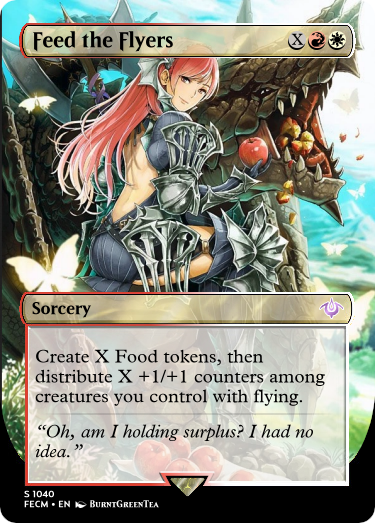 Feed the Flyers
X
Sorcery
Create X Food tokens, then
distribute X +1/+1 counters among
creatures you control with flying.
“Oh, am I holding surplus? I had no
idea.”
S 1040
FECM • EN BurntGreenTea